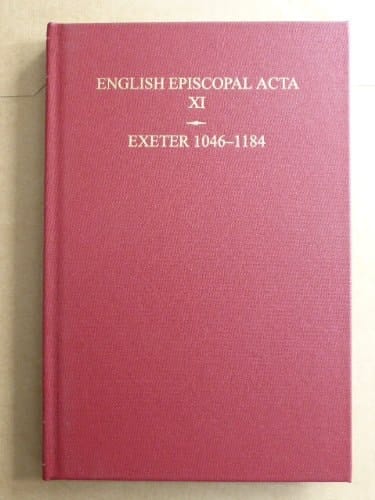 ENGLISH EPISCOPAL ACTA
XI
EXETER 1046–1184